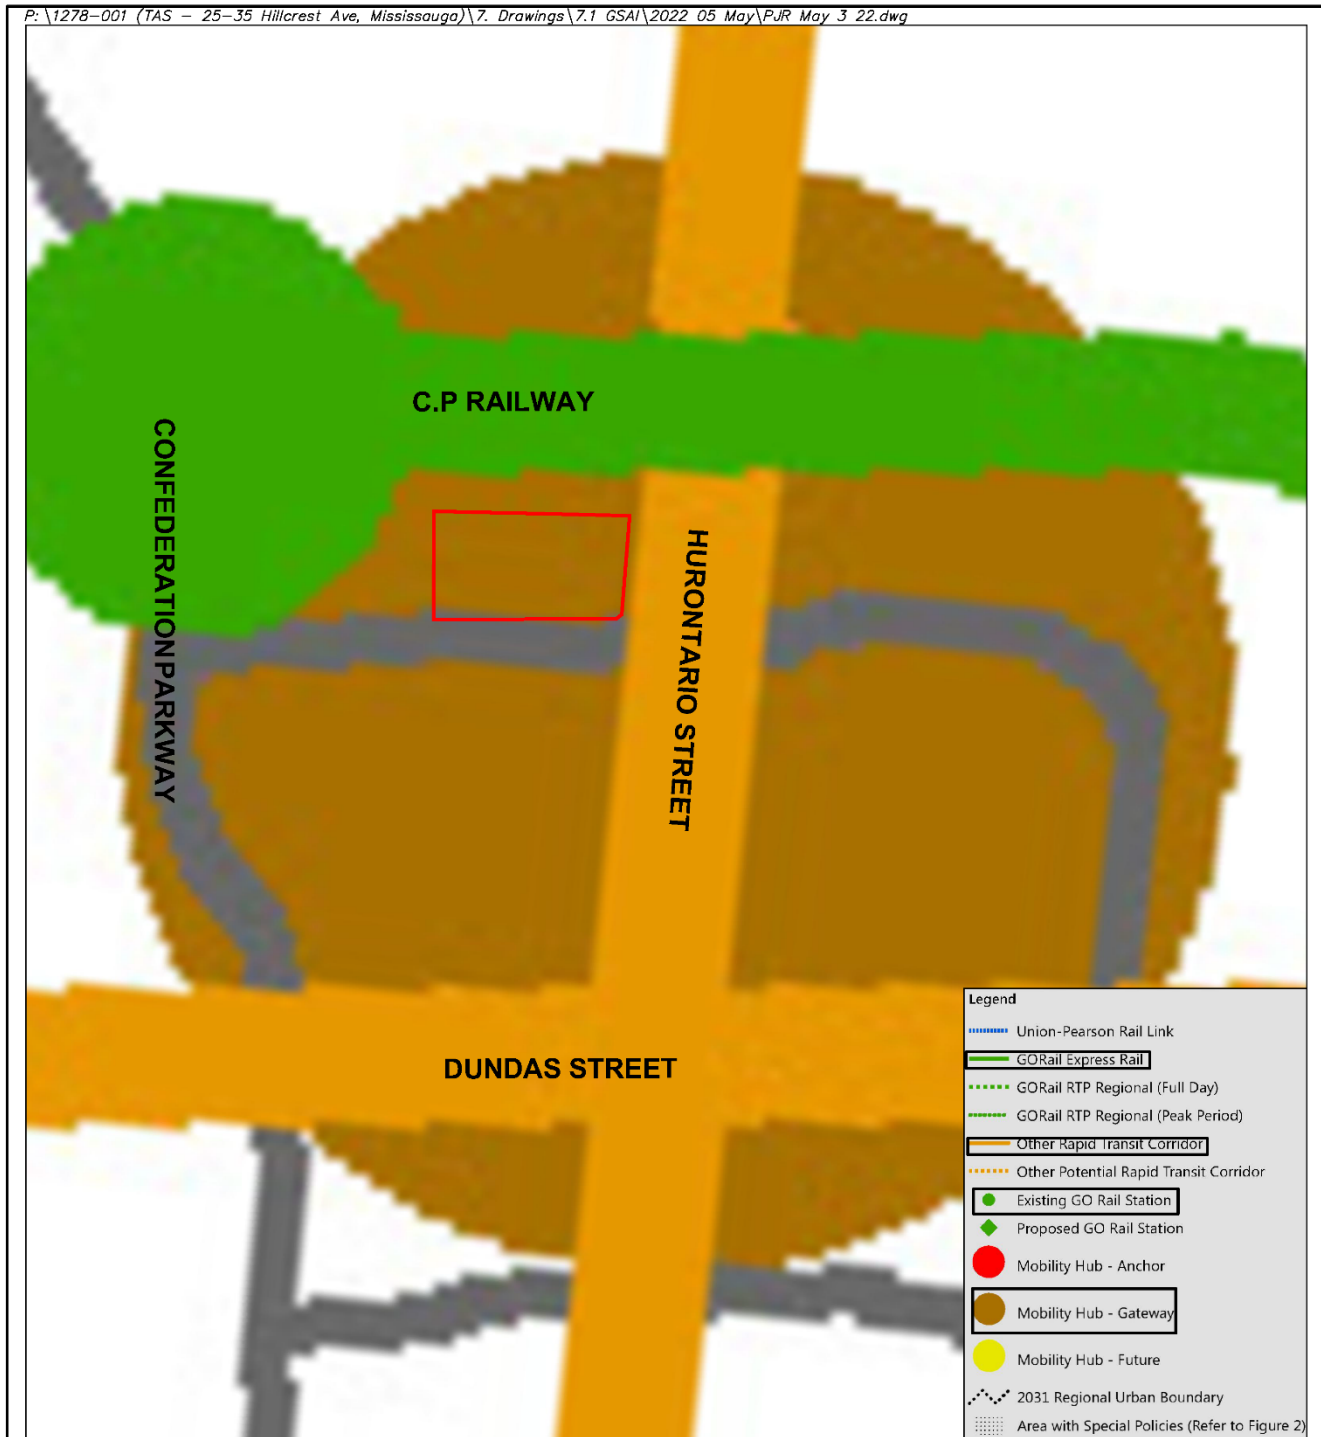 P: \1278-001 (TAS - 25-35 Hillcrest Ave, Mississauga)\7. Drawings\7.1 GSAI\2022 05 May\PJR May 3 22.dwg
C.P RAILWAY
CONFEDERATION PARKWAY
HURONTARIO STREET
DUNDAS STREET
Legend
Union-Pearson Rail Link
GORail Express Rail
GORail RTP Regional (Full Day)
GORail RTP Regional (Peak Period)
Other Rapid Transit Corridor
Other Potential Rapid Transit Corridor
Existing GO Rail Station
Proposed GO Rail Station
Mobility Hub - Anchor
Mobility Hub - Gateway
Mobility Hub - Future
2031 Regional Urban Boundary
Area with Special Policies (Refer to Figure 2)